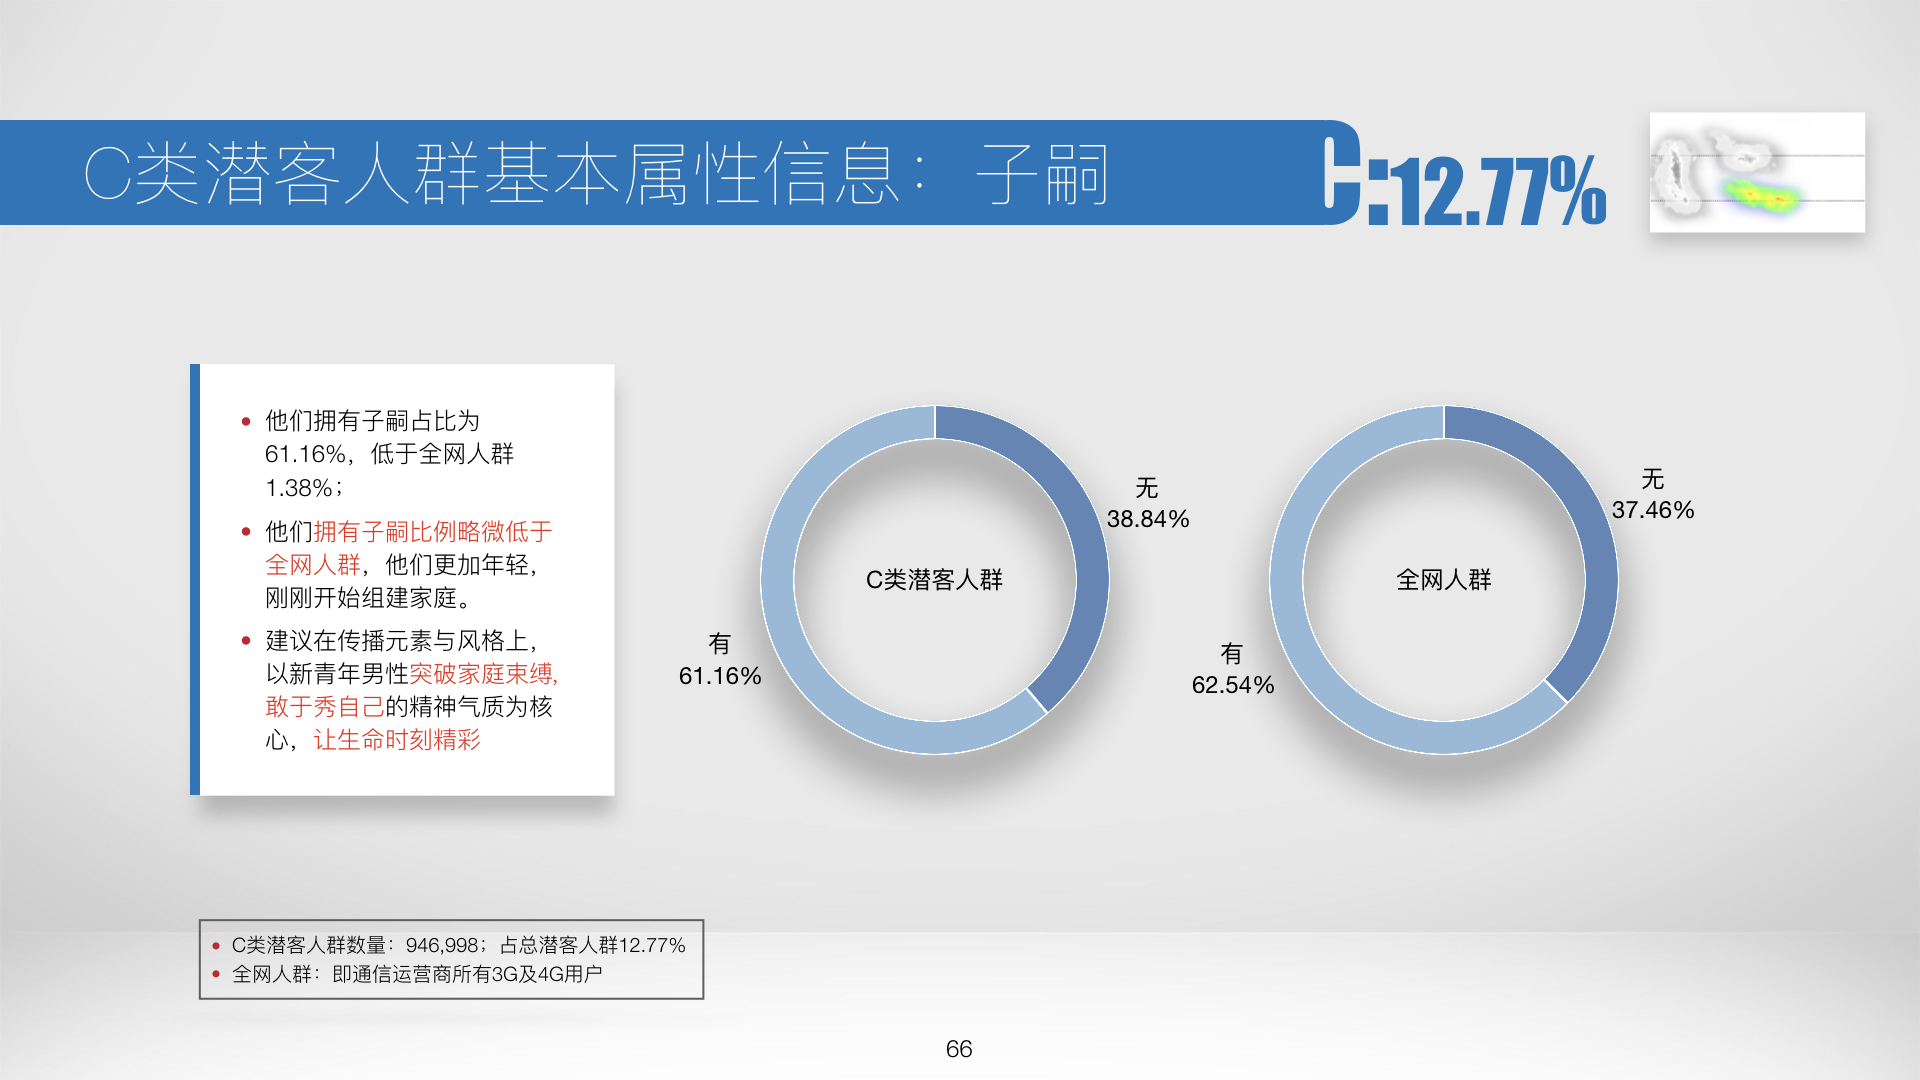 C类潜客人群基本属性信息：子嗣
C:12.77%
他们拥有子嗣占比为
61.16%，低于全网人群
1.38%；
他们拥有子嗣比例略微低于
全网人群，他们更加年轻，
刚刚开始组建家庭。
建议在传播元素与风格上，
以新青年男性突破家庭束缚,
敢于秀自己的精神气质为核
心，让生命时刻精彩
无
38.84%
C类潜客人群
有
61.16%
无
37.46%
全网人群
有
62.54%
C类潜客人群数量：946,998；占总潜客人群12.77%
全网人群：即通信运营商所有3G及4G用户
66